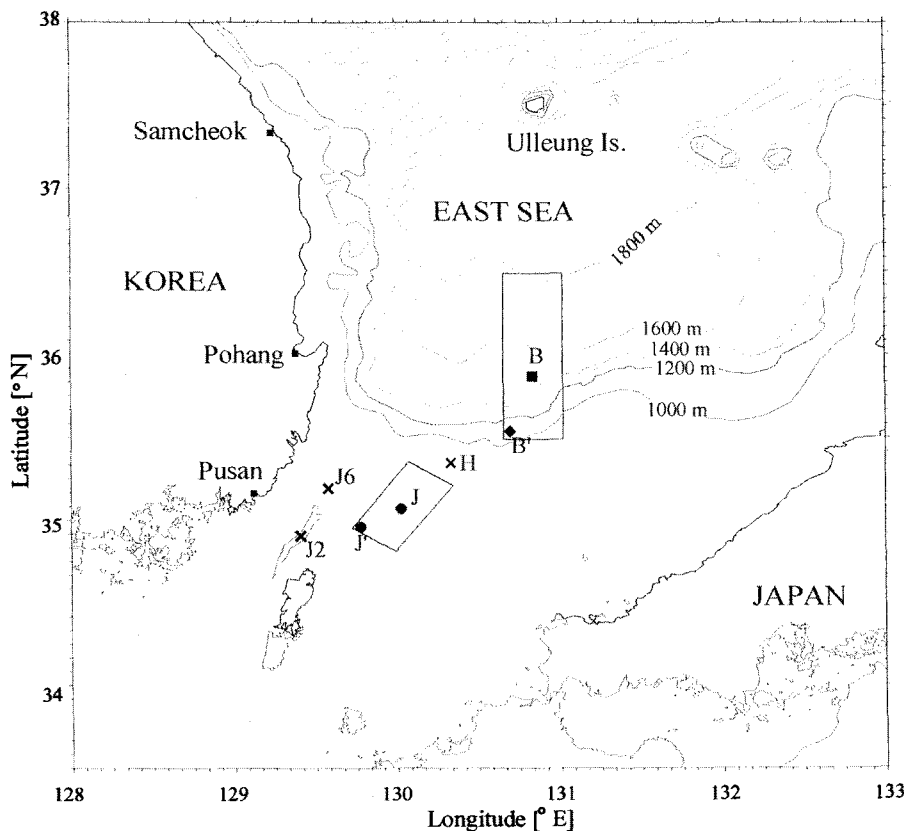 38
Samcheok
Ulleung Is.
37
EAST SEA
1800 m
KOREA
1600 m
36
Pohang
B
1400 m
1200 m
1000 m
B'
Latitude [°N]
Pusan
J6
H
35
J
J'
J2
JAPAN
34
128
129
130
131
132
133
Longitude [°E]